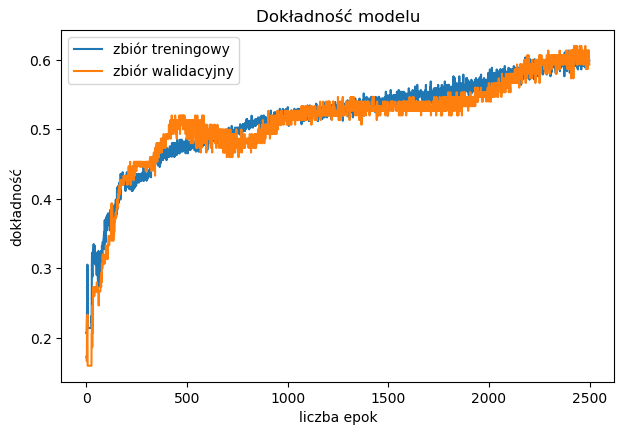 Dokładność modelu
zbiór treningowy
zbiór walidacyjny
dokładność
0.6
0.5
0.4
0.3
0.2
0
500
1000
1500
2000
2500
liczba epok